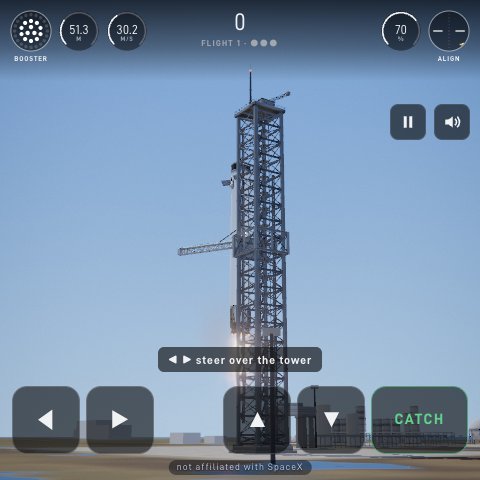 BOOSTER
51.3
M
30.2
M/S
0
FLIGHT 1 ·
70
%
ALIGN
◀ ▶ steer over the tower
CATCH
not affiliated with SpaceX